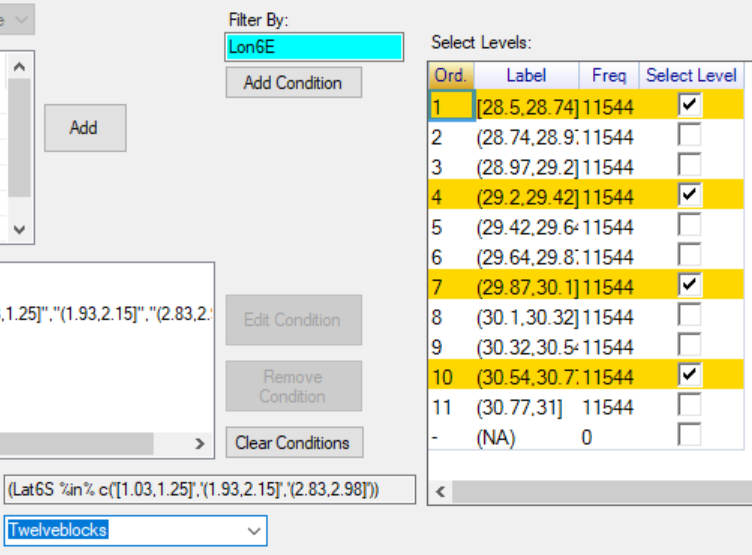 e
Filter By:
Lon6E
Add Condition
Add
Select Levels:
Ord. Label Freq Select Level
1 [28.5,28.74] 11544
2 (28.74,28.9 11544
3 (28.97,29.2] 11544
4 (29.2,29.42] 11544
5 (29.42,29.6 11544
6 (29.64,29.8 11544
7 (29.87,30.1] 11544
8 (30.1,30.32] 11544
9 (30.32,30.5 11544
10 (30.54,30.7 11544
11 (30.77,31] 11544
- (NA) 0
,1.25]","(1.93,2.15]","(2.83,2.
Edit Condition
Remove
Condition
Clear Conditions
(Lat6S %in% c('[1.03,1.25]','(1.93,2.15]','(2.83,2.98]'))
Twelveblocks